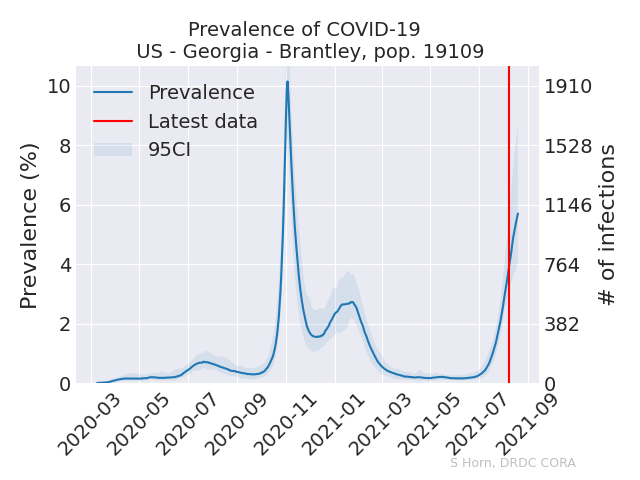 Prevalence of COVID-19
US - Georgia - Brantley, pop. 19109
Prevalence
Latest data
95CI
Prevalence (%)
10
8
6
4
2
0
1910
1528
1146
764
382
0
# of infections
2020-03
2020-05
2020-07
2020-09
2020-11
2021-01
2021-03
2021-05
2021-07
2021-09
S Horn, DRDC CORA